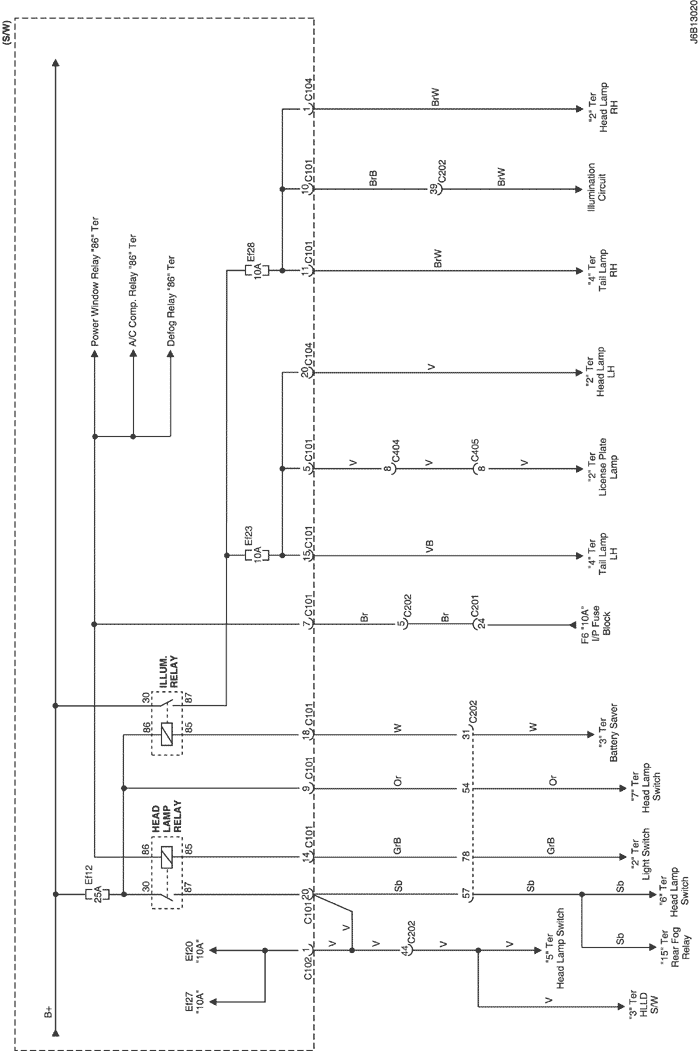 J6B13020
(S/W)
B+
Power Window Relay "86" Ter
A/C Comp. Relay "86" Ter
Defog Relay "86" Ter
Ef12
25A
HEAD
LAMP
RELAY
30
86
87
85
ILLUM.
RELAY
86
30
85
87
Ef23
10A
Ef28
10A
Ef27
"10A"
Ef20
"10A"
C102
1
C101
20
14
C101
9
C101
18
C101
7
C101
15
C101
5
C101
20
C104
11
C101
10
C101
1
C104
V
V
44
C202
V
V
V
"3" Ter
HLLD
S/W
"5" Ter
Head Lamp Switch
Sb
57
Sb
Sb
Sb
"15" Ter
Rear Fog
Relay
"6" Ter
Head Lamp
Switch
GrB
78
GrB
"2" Ter
Light Switch
Or
54
Or
"7" Ter
Head Lamp
Switch
W
31
C202
W
"3" Ter
Battery Saver
Br
5
C202
Br
24
C201
F6 "10A"
I/P Fuse
Block
VB
"4" Ter
Tail Lamp
LH
V
8
C404
V
8
C405
V
"2" Ter
License Plate
Lamp
V
"2" Ter
Head Lamp
LH
BrW
"4" Ter
Tail Lamp
RH
BrB
39
C202
BrW
Illumination
Circuit
BrW
"2" Ter
Head Lamp
RH